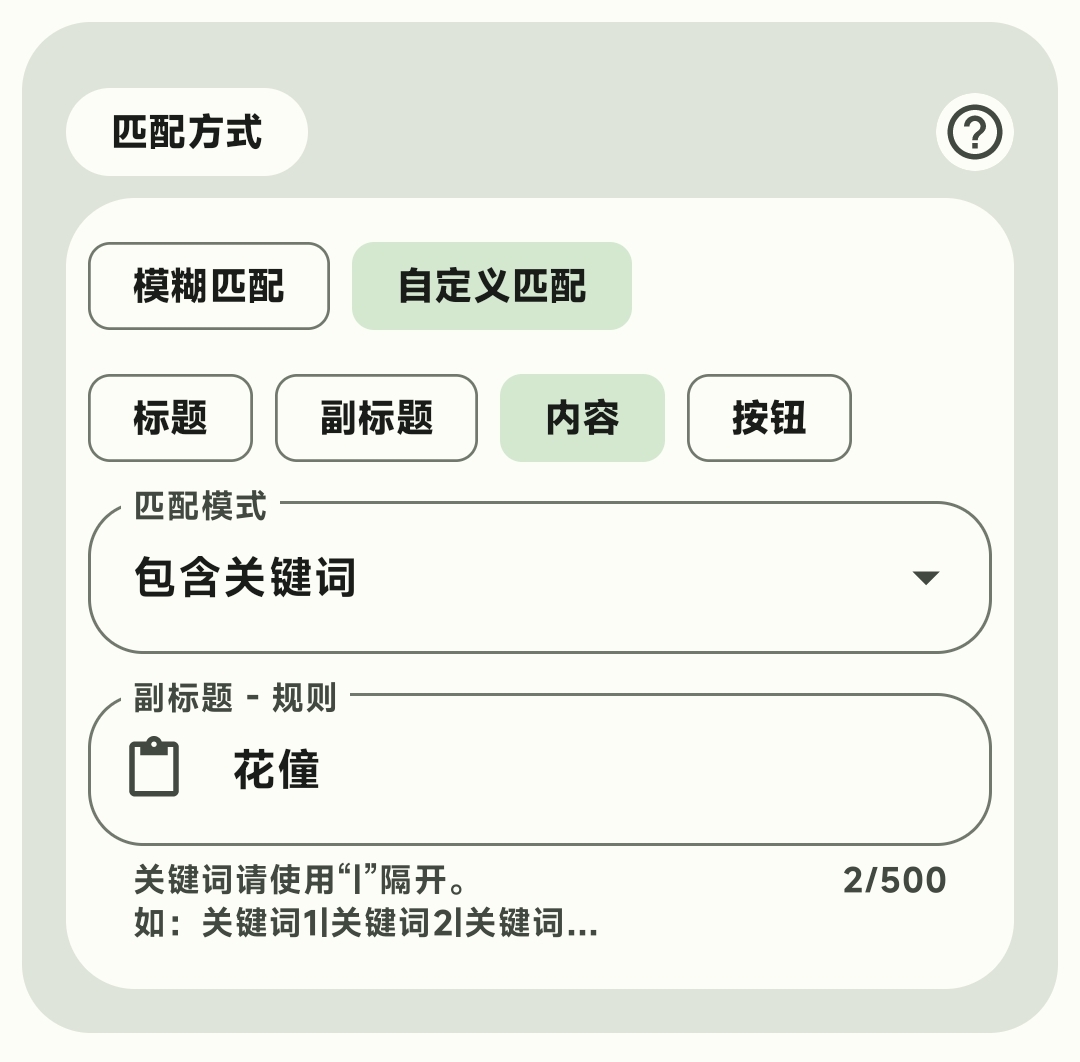 匹配方式
模糊匹配 自定义匹配
标题 副标题 内容 按钮
匹配模式
包含关键词
副标题 - 规则
花僮
关键词请使用“|”隔开。 2/500
如：关键词1|关键词2|关键词...